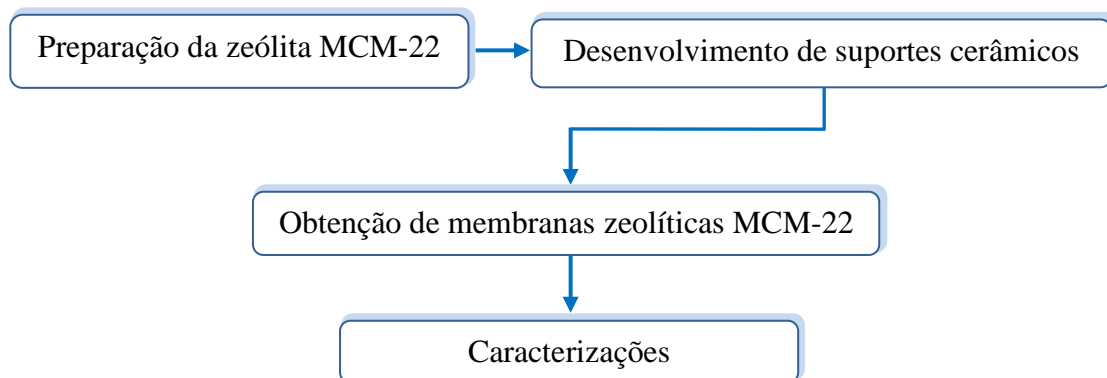 Preparação da zeólita MCM-22
Desenvolvimento de suportes cerâmicos
Obtenção de membranas zeolíticas MCM-22
Caracterizações